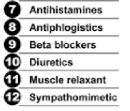 7 Antihistamines
8 Antiphlogistics
9 Beta blockers
10 Diuretics
11 Muscle relaxant
12 Sympathomimetic